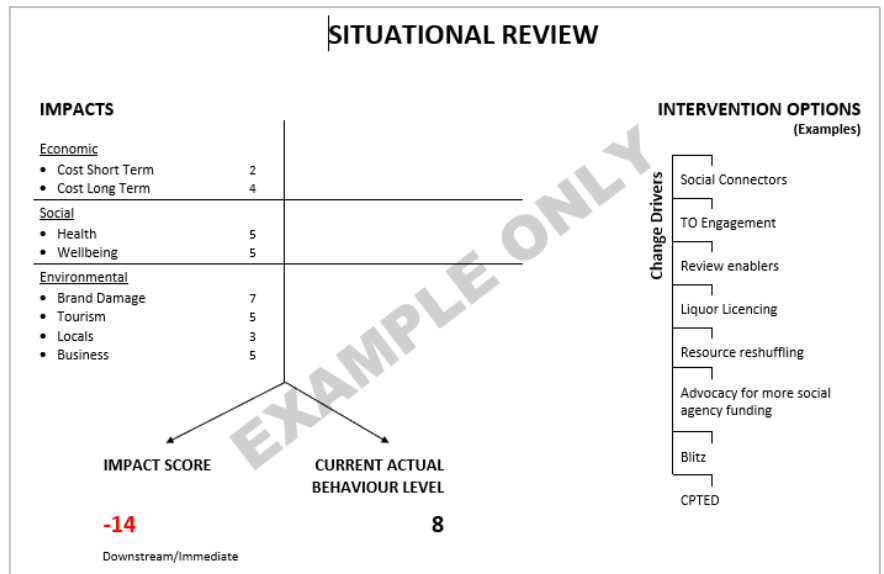 SITUATIONAL REVIEW
IMPACTS
Economic
• Cost Short Term 2
• Cost Long Term 4
Social
• Health 5
• Wellbeing 5
Environmental
• Brand Damage 7
• Tourism 5
• Locals 3
• Business 5
IMPACT SCORE
-14
Downstream/Immediate
CURRENT ACTUAL
BEHAVIOUR LEVEL
8
EXAMPLE ONLY
INTERVENTION OPTIONS
(Examples)
Change Drivers
Social Connectors
TO Engagement
Review enablers
Liquor Licencing
Resource reshuffling
Advocacy for more social
agency funding
Blitz
CPTED